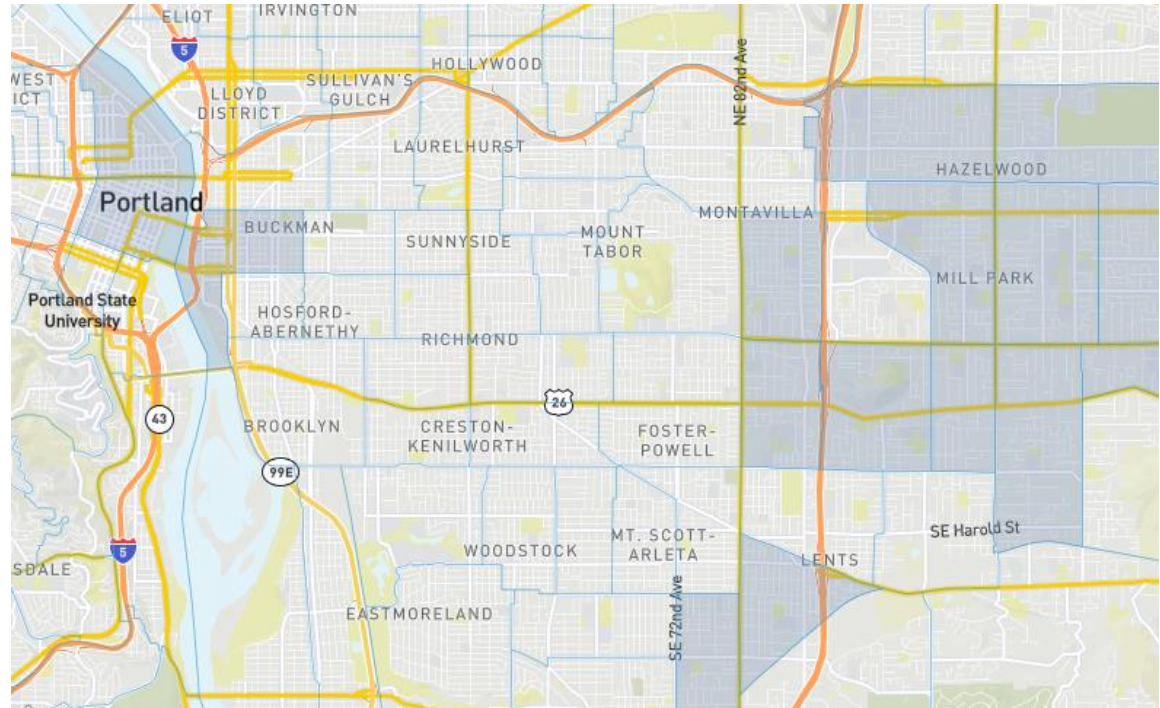 ELIOT
IRVINGTON
5
WEST
ICT
LLOYD
DISTRICT
SULLIVAN'S
GULCH
HOLLYWOOD
NE 82nd Ave
LAURELHURST
HAZELWOOD
Portland
BUCKMAN
SUNNYSIDE
MOUNT
TABOR
MONTAVILLA
MILL PARK
Portland State
University
HOSFORD-
ABERNETHY
RICHMOND
26
43
BROOKLYN
CRESTON-
KENILWORTH
FOSTER-
POWELL
99E
SE Harold St
5
SDALE
WOODSTOCK
MT. SCOTT-
ARLETA
LENTS
EASTMORELAND
SE 72nd Ave